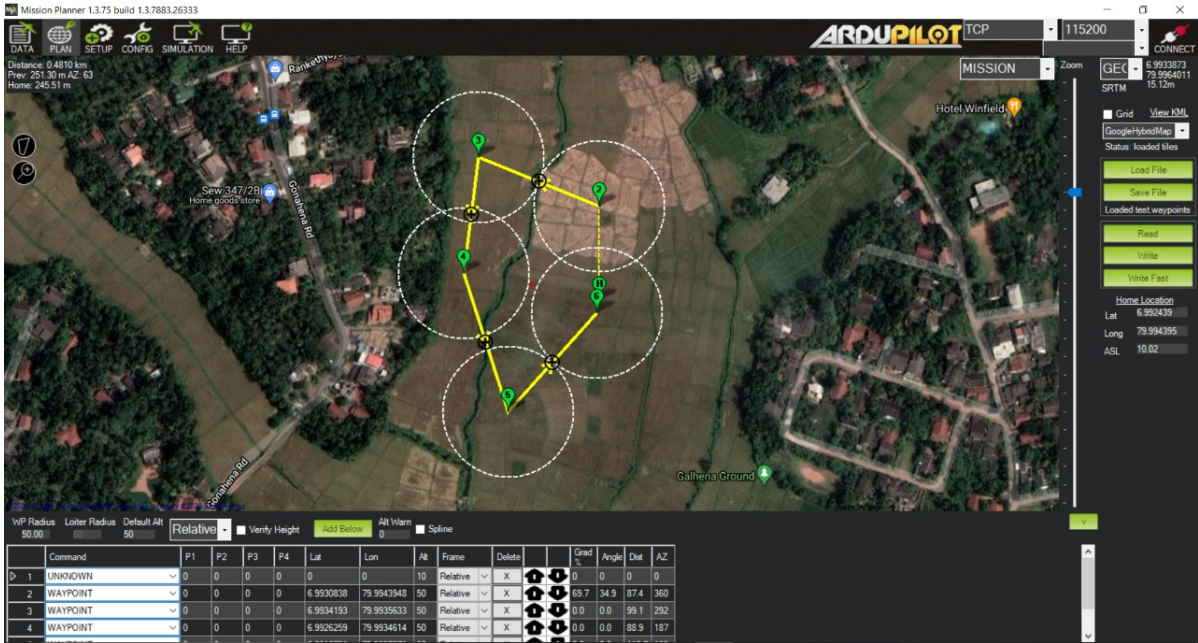 Mission Planner 1.3.75 build 1.3.7883.26333
DATA PLAN SETUP CONFIG SIMULATION HELP
ARDUPILOT
TCP 115200
CONNECT
Distance: 0.4810 km
Prev: 251.30 m AZ: 63
Home: 245.51 m
MISSION
Zoom
GEO 6.9933873
79.9964011
SRTM 15.12m
Grid View KML
GoogleHybridMap
Status: loaded tiles
Load File
Save File
Loaded test waypoints
Read
Write
Write Fast
Home Location
Lat 6.992439
Long 79.994395
ASL 10.02
Hotel Winfield
Sew 347/2B
Home goods store
Gonahena Rd
Gonahena Rd
Galhena Ground
3
2
4
H
6
5
WP Radius Loiter Radius Default Alt Alt Warn
50.00 50 50 Relative Verify Height Add Below 0 Spline
v
Command P1 P2 P3 P4 Lat Lon Alt Frame Delete Grad % Angle Dist AZ
1 UNKNOWN 0 0 0 0 0 0 10 Relative X 0 0 0 0
2 WAYPOINT 0 0 0 0 6.9930838 79.9943948 50 Relative X 69.7 34.9 87.4 360
3 WAYPOINT 0 0 0 0 6.9934193 79.9935633 50 Relative X 0.0 0.0 99.1 292
4 WAYPOINT 0 0 0 0 6.9926259 79.9934614 50 Relative X 0.0 0.0 88.9 187